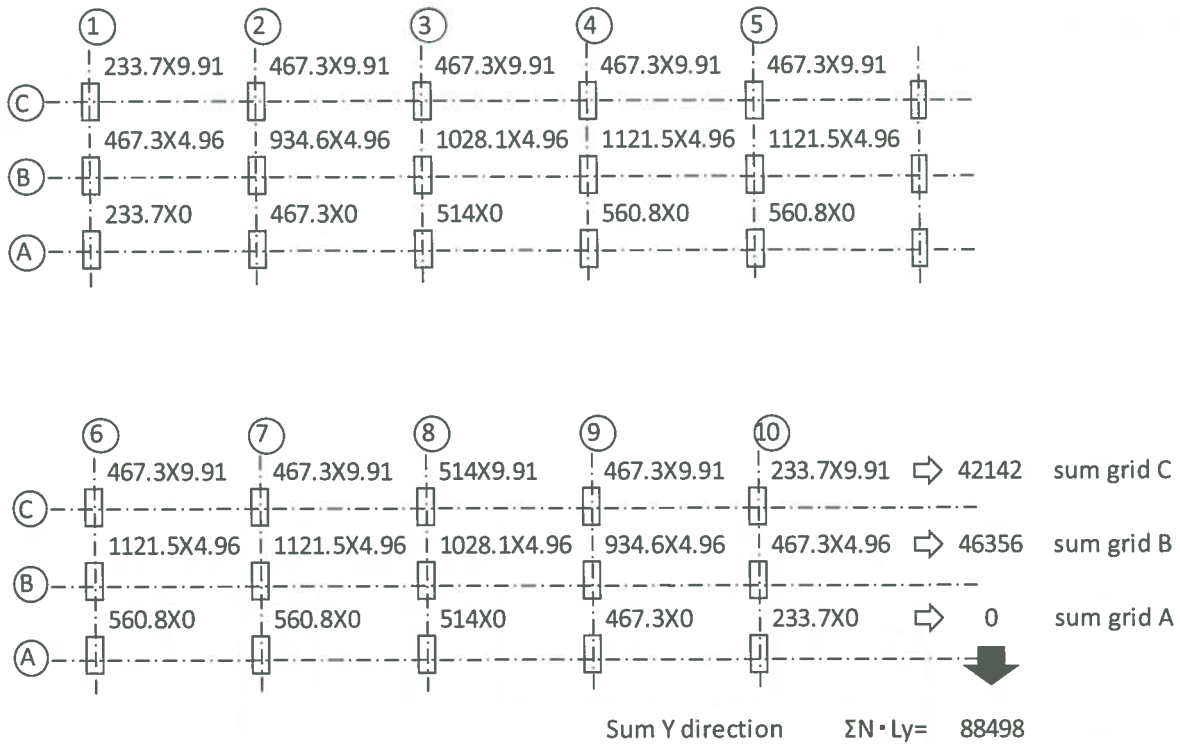 1 2 3 4 5
233.7X9.91 467.3X9.91 467.3X9.91 467.3X9.91 467.3X9.91
C
467.3X4.96 934.6X4.96 1028.1X4.96 1121.5X4.96 1121.5X4.96
B
233.7X0 467.3X0 514X0 560.8X0 560.8X0
A
6 7 8 9 10
467.3X9.91 467.3X9.91 514X9.91 467.3X9.91 233.7X9.91 ⇨ 42142 sum grid C
C
1121.5X4.96 1121.5X4.96 1028.1X4.96 934.6X4.96 467.3X4.96 ⇨ 46356 sum grid B
B
560.8X0 560.8X0 514X0 467.3X0 233.7X0 ⇨ 0 sum grid A
A
Sum Y direction ΣN・Ly= 88498